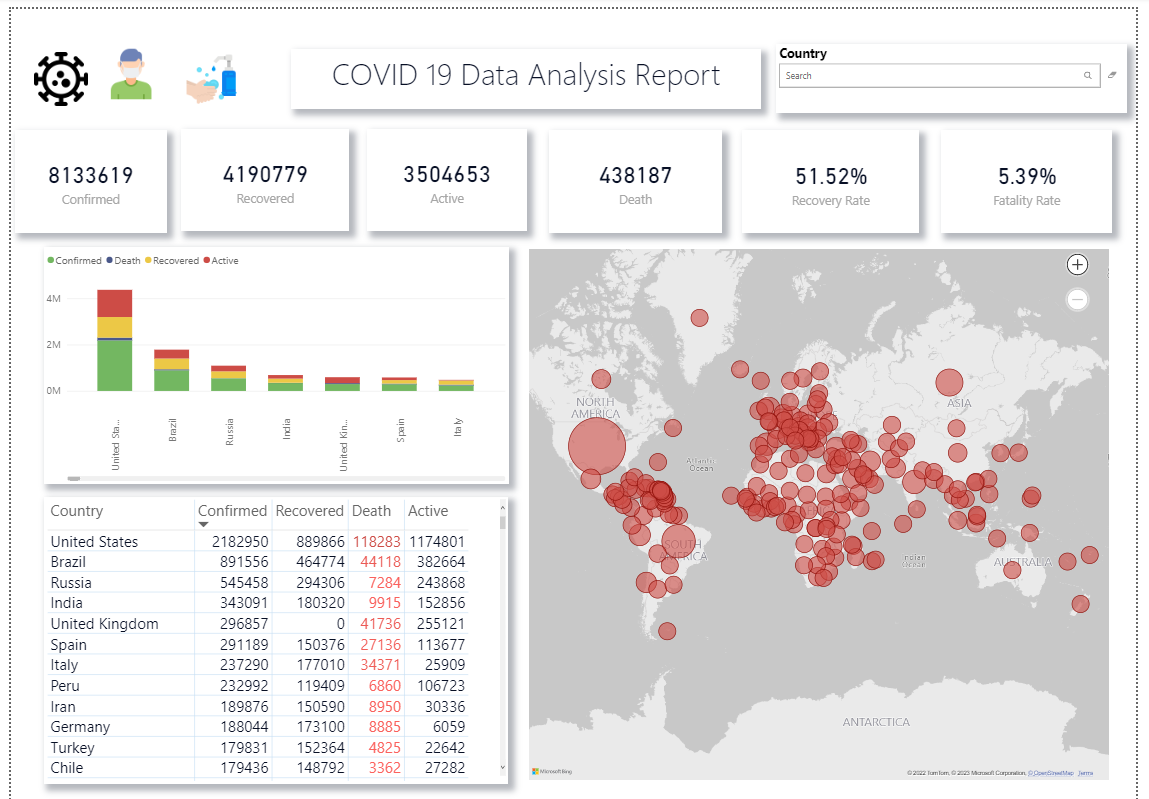 COVID 19 Data Analysis Report
Country
Search
8133619
Confirmed
4190779
Recovered
3504653
Active
438187
Death
51.52%
Recovery Rate
5.39%
Fatality Rate
Confirmed Death Recovered Active
4M
2M
0M
United Sta...
Brazil
Russia
India
United Kin...
Spain
Italy
Country Confirmed Recovered Death Active
United States 2182950 889866 118283 1174801
Brazil 891556 464774 44118 382664
Russia 545458 294306 7284 243868
India 343091 180320 9915 152856
United Kingdom 296857 0 41736 255121
Spain 291189 150376 27136 113677
Italy 237290 177010 34371 25909
Peru 232992 119409 6860 106723
Iran 189876 150590 8950 30336
Germany 188044 173100 8885 6059
Turkey 179831 152364 4825 22642
Chile 179436 148792 3362 27282
NORTH
AMERICA
ASIA
Atlantic
Ocean
SOUTH
AMERICA
Indian
Ocean
AUSTRALIA
ANTARCTICA
Microsoft Bing
© 2022 TomTom, © 2023 Microsoft Corporation, © OpenStreetMap Terms